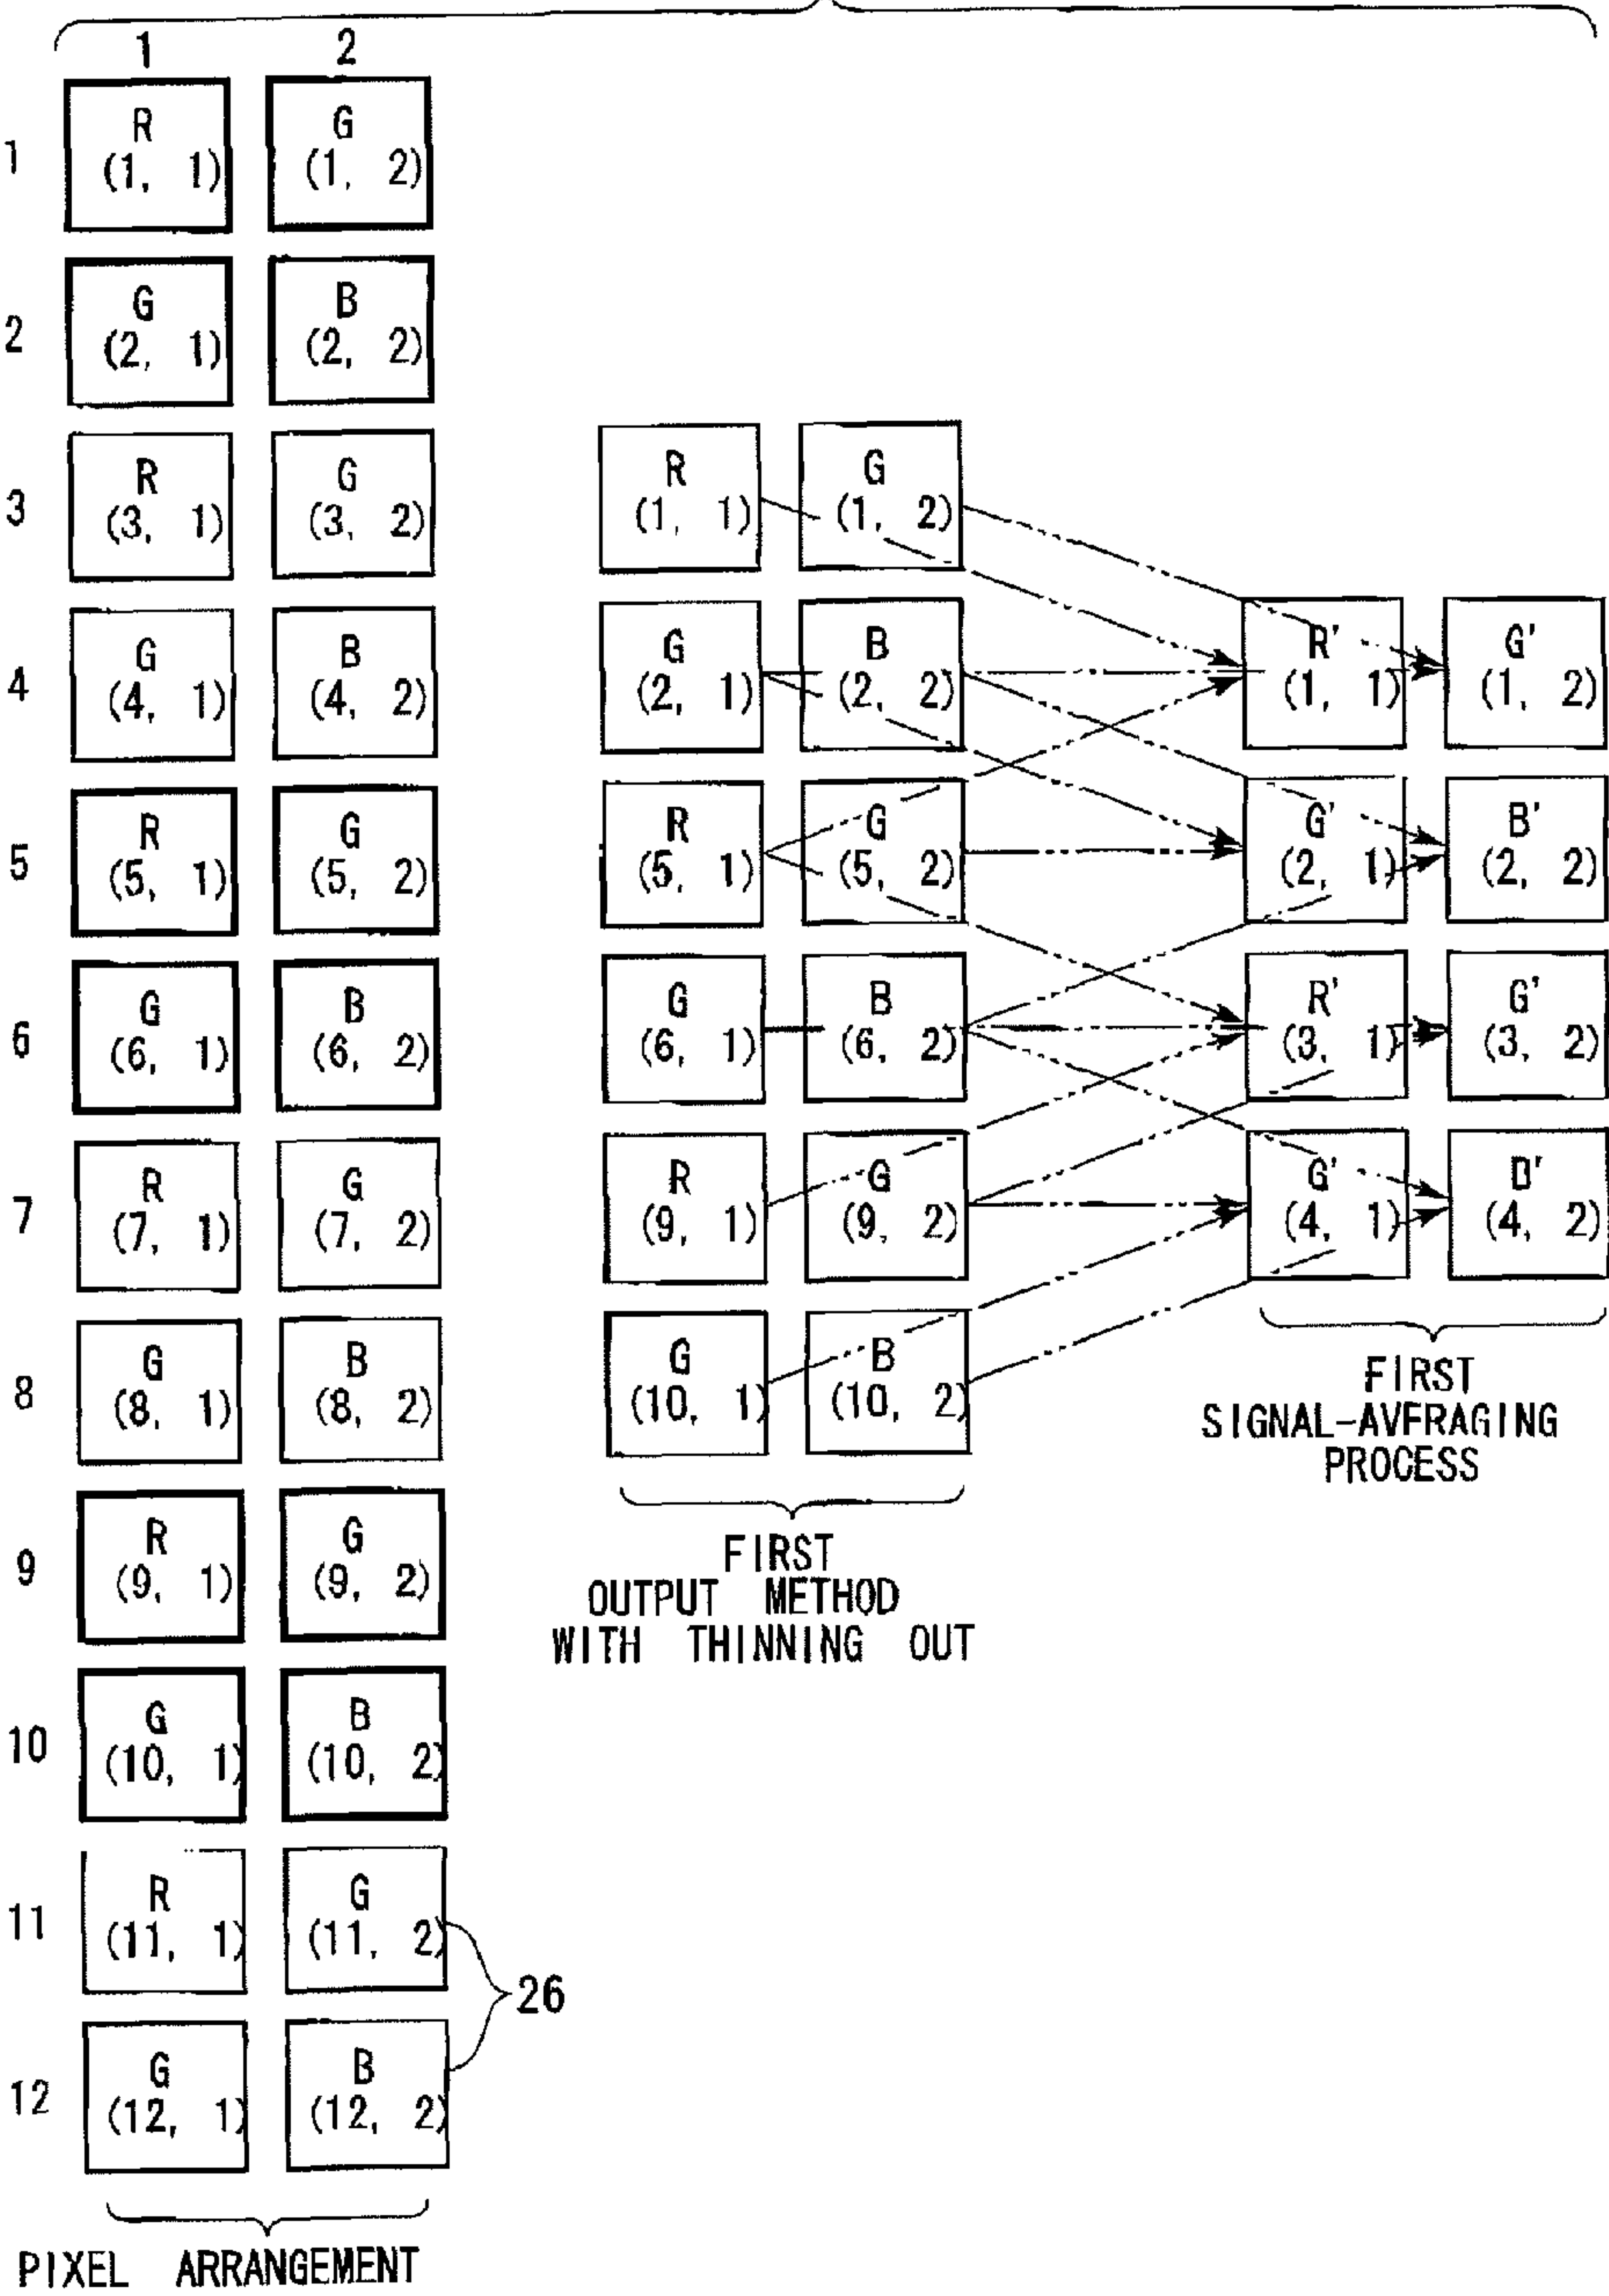 1 2
1 R G
(1, 1) (1, 2)
2 G B
(2, 1) (2, 2)
3 R G
(3, 1) (3, 2)
4 G B
(4, 1) (4, 2)
5 R G
(5, 1) (5, 2)
6 G B
(6, 1) (6, 2)
7 R G
(7, 1) (7, 2)
8 G B
(8, 1) (8, 2)
9 R G
(9, 1) (9, 2)
10 G B
(10, 1) (10, 2)
11 R G
(11, 1) (11, 2)
12 G B
(12, 1) (12, 2)
26
PIXEL ARRANGEMENT
R G
(1, 1) (1, 2)
G B
(2, 1) (2, 2)
R G
(5, 1) (5, 2)
G B
(6, 1) (6, 2)
R G
(9, 1) (9, 2)
G B
(10, 1) (10, 2)
FIRST
OUTPUT METHOD
WITH THINNING OUT
R' G'
(1, 1) (1, 2)
G' B'
(2, 1) (2, 2)
R' G'
(3, 1) (3, 2)
G' B'
(4, 1) (4, 2)
FIRST
SIGNAL-AVERAGING
PROCESS